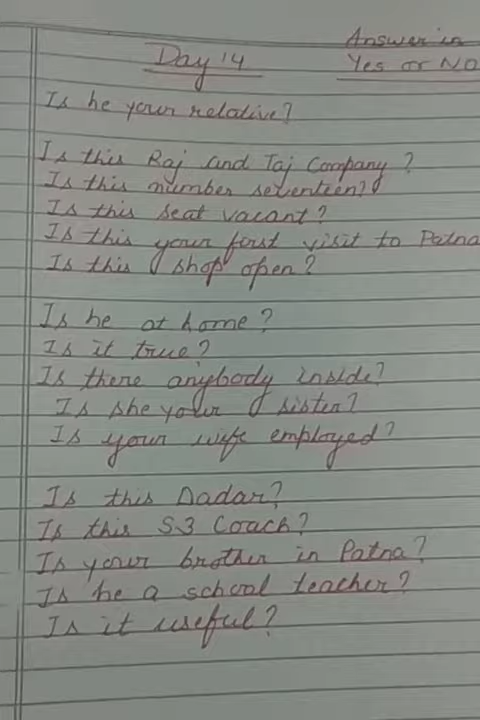 Answer in
Day 14 Yes or NO
Is he your relative?
Is this Raj and Taj Company?
Is this number seventeen?
Is this seat vacant?
Is this your first visit to Patna
Is this shop open?
Is he at home?
Is it true?
Is there anybody inside?
Is she your sister?
Is your wife employed?
Is this Dadar?
Is this S3 Coach?
Is your brother in Patna?
Is he a school teacher?
Is it useful?